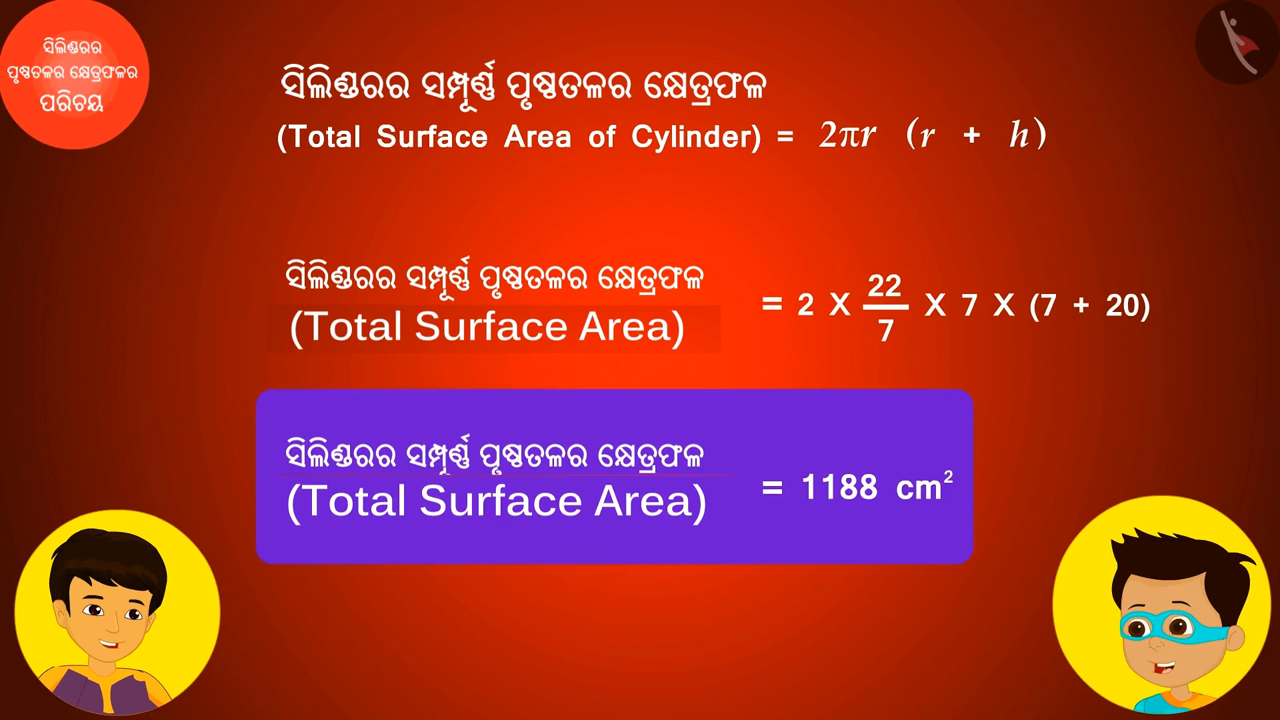 ସିଲିଣ୍ଡରର
ପୃଷ୍ଠତଳର କ୍ଷେତ୍ରଫଳର
ପରିଚୟ
ସିଲିଣ୍ଡରର ସମ୍ପୂର୍ଣ୍ଣ ପୃଷ୍ଠତଳର କ୍ଷେତ୍ରଫଳ
(Total Surface Area of Cylinder) = 2πr (r + h)
ସିଲିଣ୍ଡରର ସମ୍ପୂର୍ଣ୍ଣ ପୃଷ୍ଠତଳର କ୍ଷେତ୍ରଫଳ
(Total Surface Area) = 2 X 22/7 X 7 X (7 + 20)
ସିଲିଣ୍ଡରର ସମ୍ପୂର୍ଣ୍ଣ ପୃଷ୍ଠତଳର କ୍ଷେତ୍ରଫଳ
(Total Surface Area) = 1188 cm²